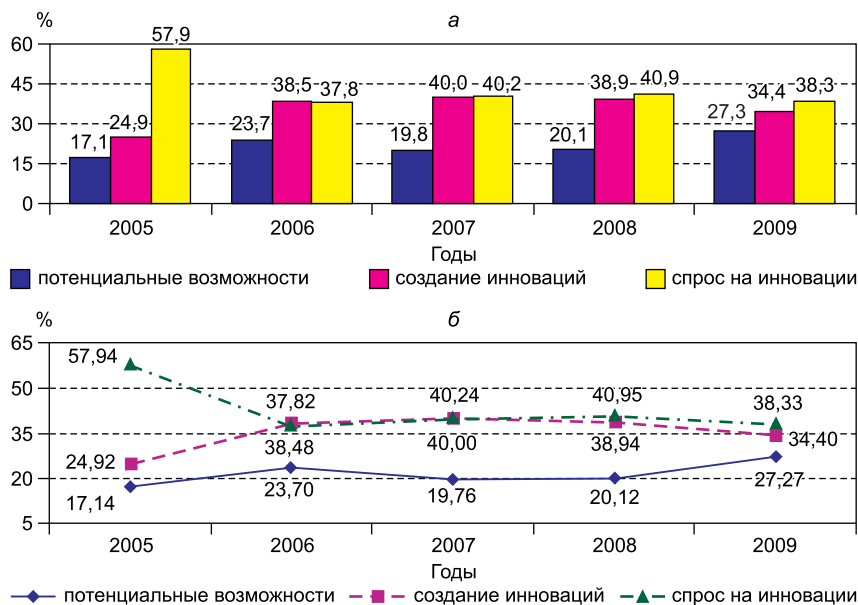 % а
60
57,9
45
38,5 37,8 40,0 40,2 38,9 40,9 34,4 38,3
30
24,9 23,7 27,3
17,1 19,8 20,1
15
0
2005 2006 2007 2008 2009
Годы
потенциальные возможности создание инноваций спрос на инновации
% б
65
57,94
50
37,82 40,24 40,95 38,33
35
38,48 40,00 38,94 34,40
24,92
20
17,14 23,70 19,76 20,12 27,27
5
2005 2006 2007 2008 2009
Годы
потенциальные возможности создание инноваций спрос на инновации